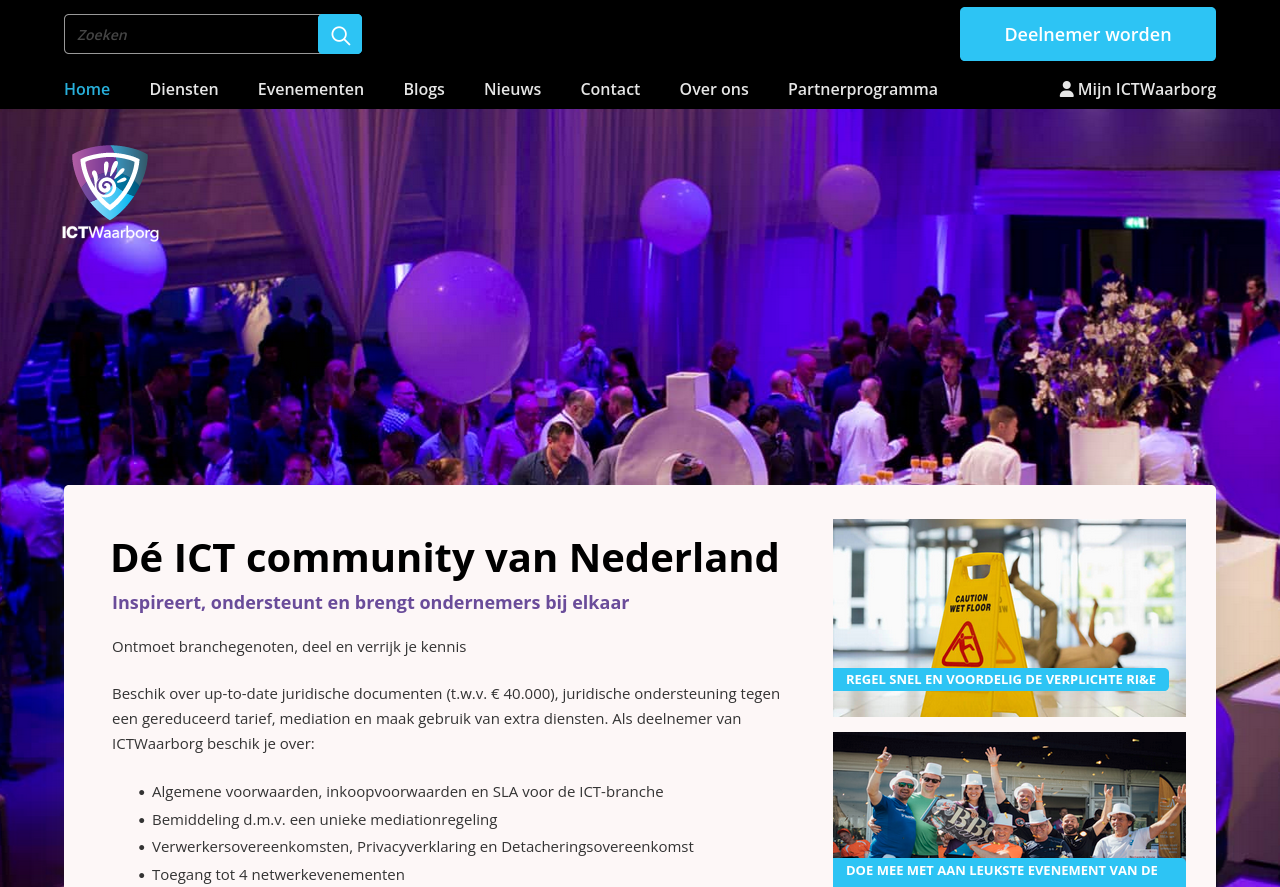 Zoeken
Deelnemer worden
Home Diensten Evenementen Blogs Nieuws Contact Over ons Partnerprogramma Mijn ICTWaarborg
ICTWaarborg
Dé ICT community van Nederland
Inspireert, ondersteunt en brengt ondernemers bij elkaar
Ontmoet branchegenoten, deel en verrijk je kennis
Beschik over up-to-date juridische documenten (t.w.v. € 40.000), juridische ondersteuning tegen
een gereduceerd tarief, mediation en maak gebruik van extra diensten. Als deelnemer van
ICTWaarborg beschik je over:
• Algemene voorwaarden, inkoopvoorwaarden en SLA voor de ICT-branche
• Bemiddeling d.m.v. een unieke mediationregeling
• Verwerkersovereenkomsten, Privacyverklaring en Detacheringsovereenkomst
• Toegang tot 4 netwerkevenementen
CAUTION
WET FLOOR
REGEL SNEL EN VOORDELIG DE VERPLICHTE RI&E
BBQ
DOE MEE MET AAN LEUKSTE EVENEMENT VAN DE